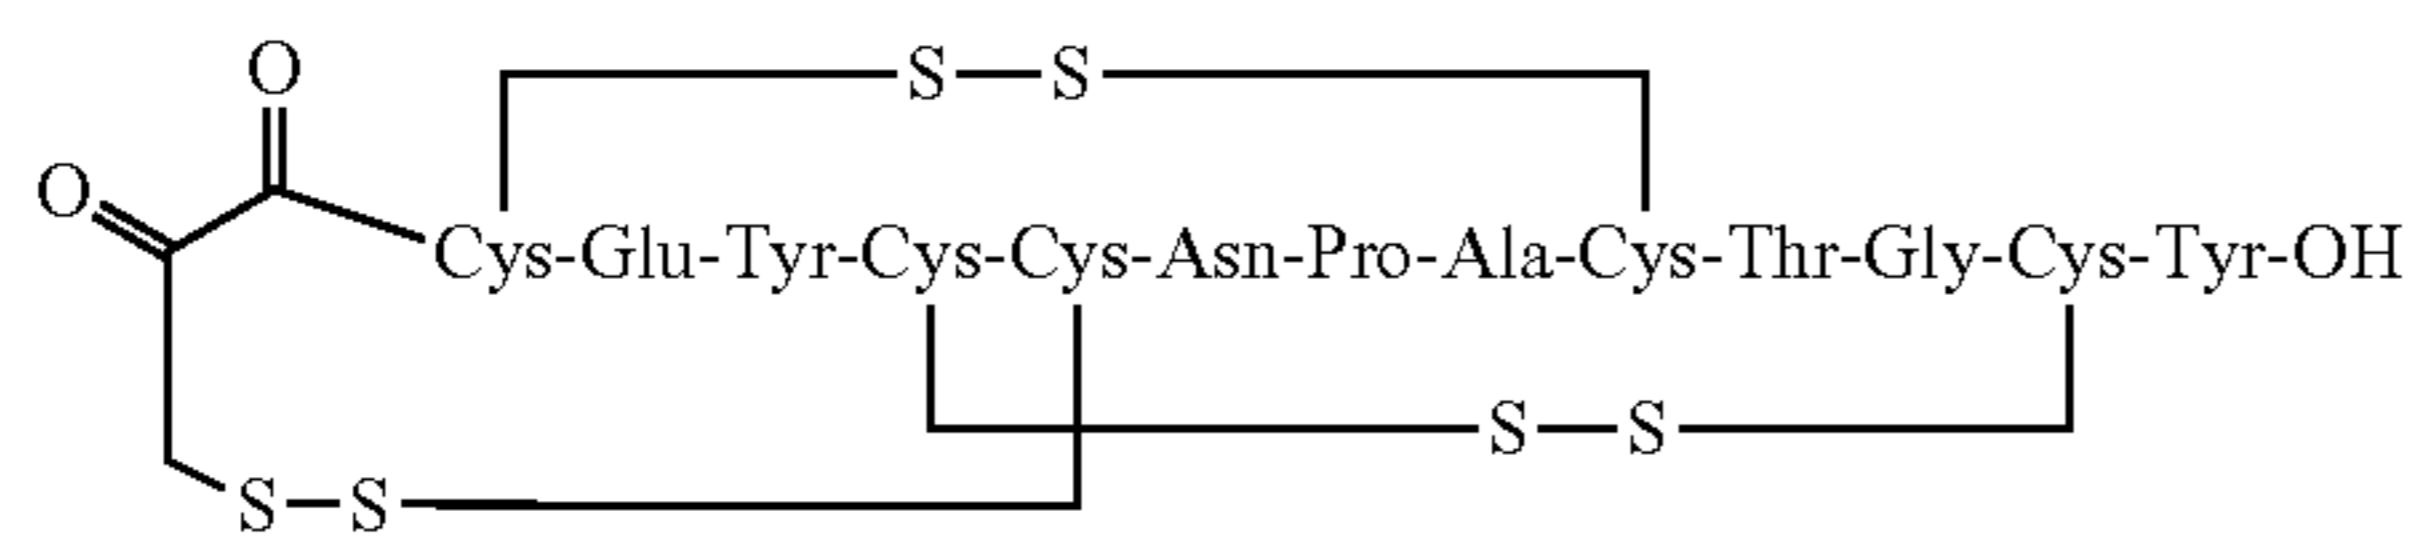 O
S—S
O
Cys-Glu-Tyr-Cys-Cys-Asn-Pro-Ala-Cys-Thr-Gly-Cys-Tyr-OH
S—S
S—S